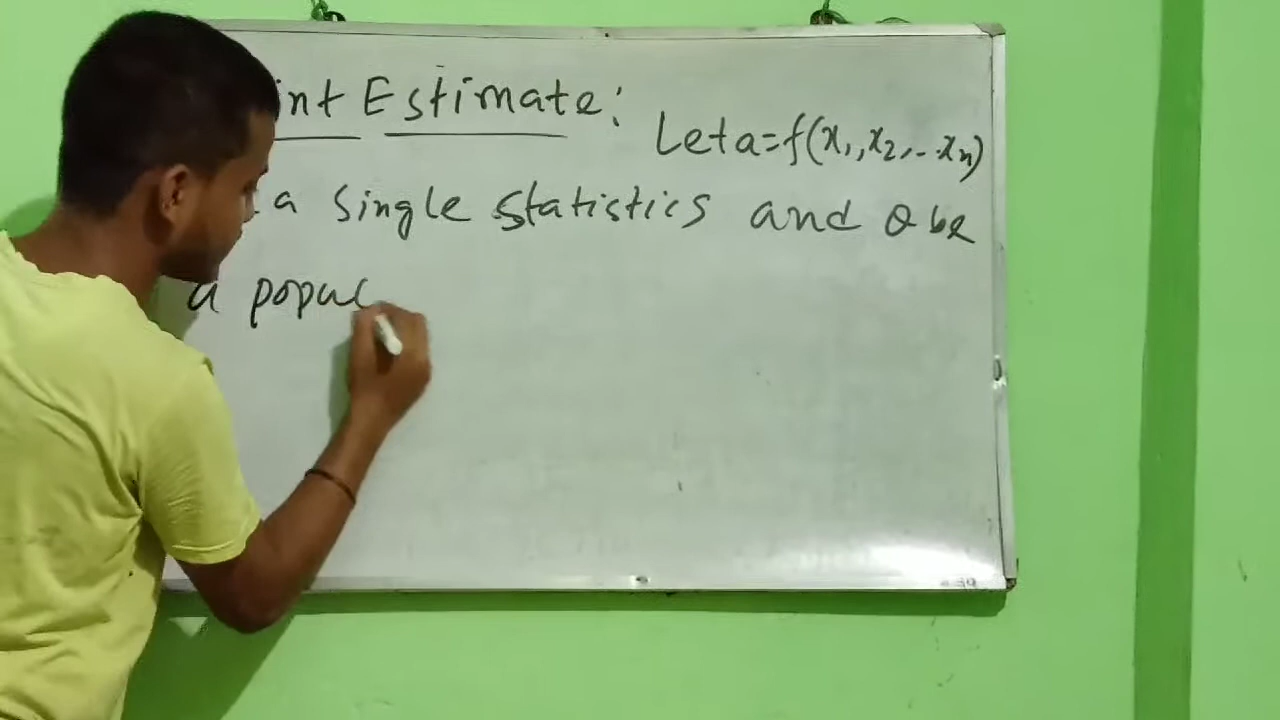 int Estimate: Let a=f(x₁,,x₂,-..xₙ)
a single statistics and θ be
a popul